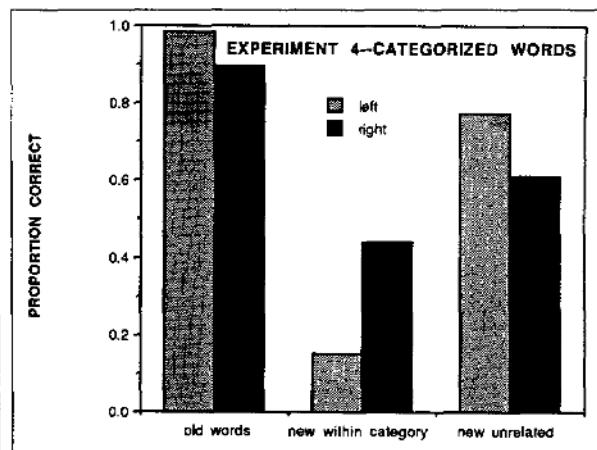 EXPERIMENT 4--CATEGORIZED WORDS
left
right
PROPORTION CORRECT
1.0
0.8
0.6
0.4
0.2
0.0
old words new within category new unrelated